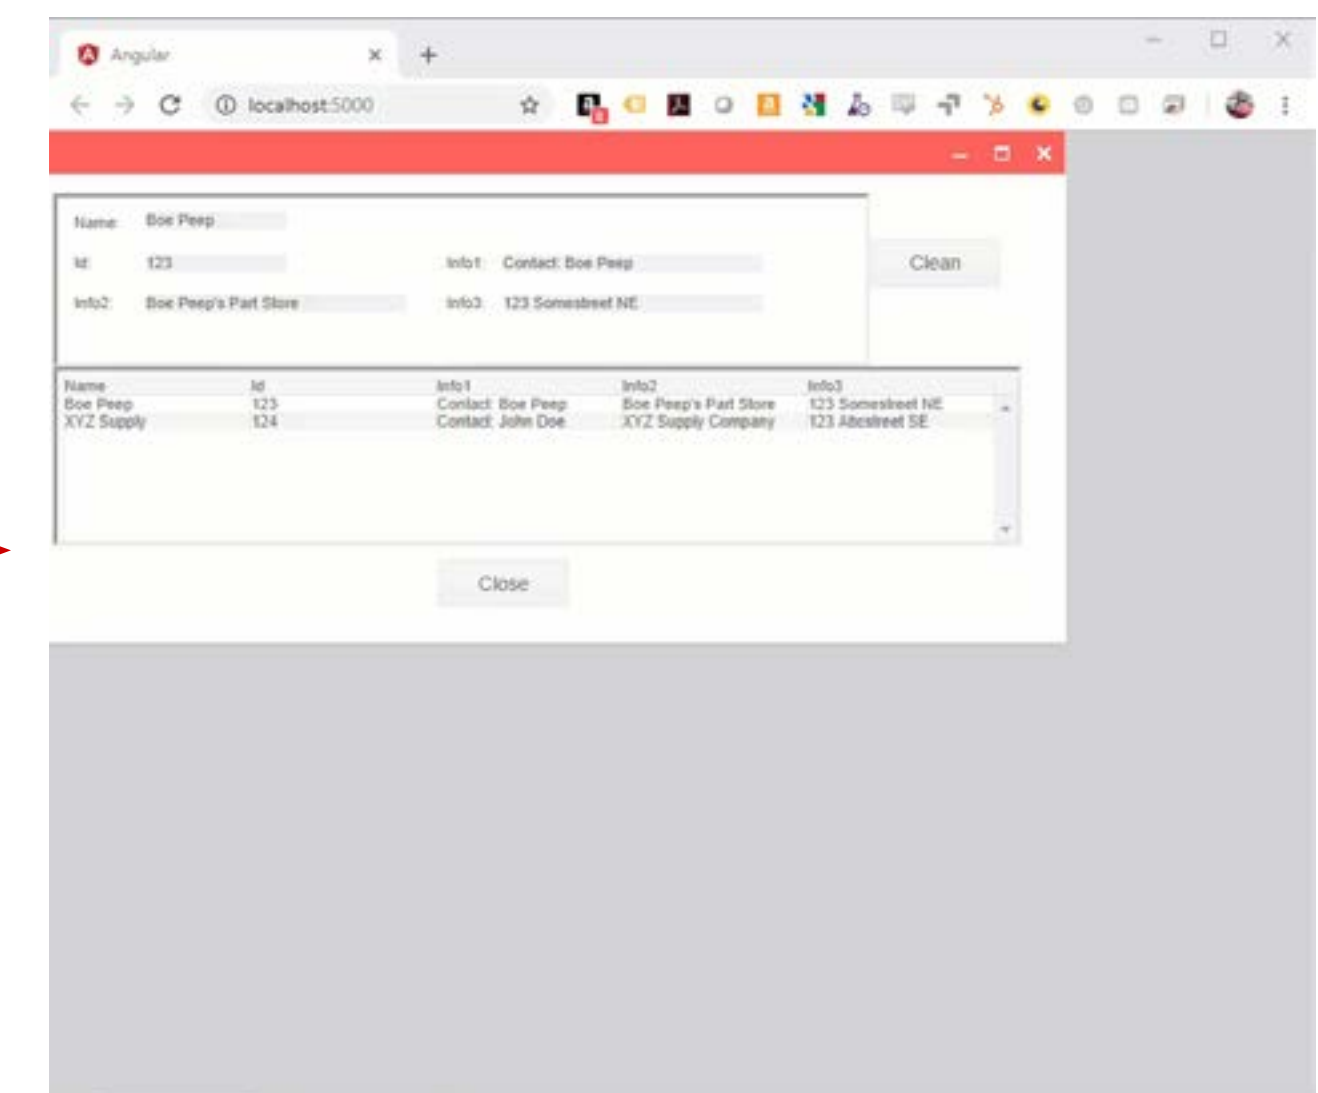 Angular
localhost:5000
Name: Boe Peep
Id: 123 Info1: Contact: Boe Peep Clean
Info2: Boe Peep's Part Store Info3: 123 Somestreet NE
Name Id Info1 Info2 Info3
Boe Peep 123 Contact: Boe Peep Boe Peep's Part Store 123 Somestreet NE
XYZ Supply 124 Contact: John Doe XYZ Supply Company 123 Abcstreet SE
Close